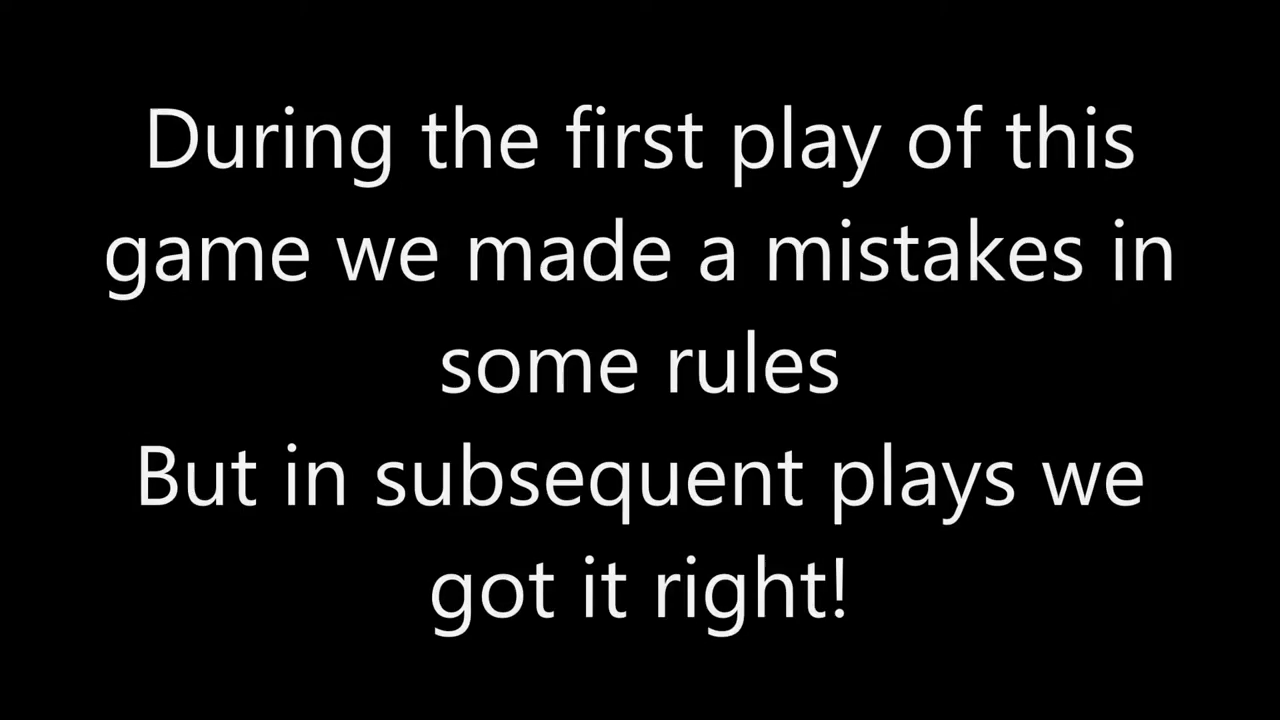 During the first play of this
game we made a mistakes in
some rules
But in subsequent plays we
got it right!